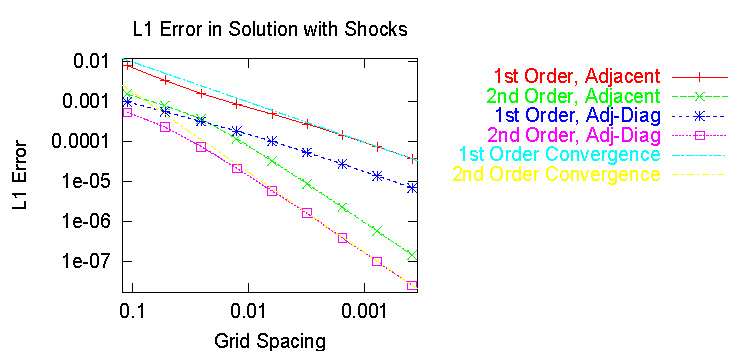 L1 Error in Solution with Shocks
0.01
0.001
0.0001
1e-05
1e-06
1e-07
L1 Error
0.1 0.01 0.001
Grid Spacing
1st Order, Adjacent
2nd Order, Adjacent
1st Order, Adj-Diag
2nd Order, Adj-Diag
1st Order Convergence
2nd Order Convergence